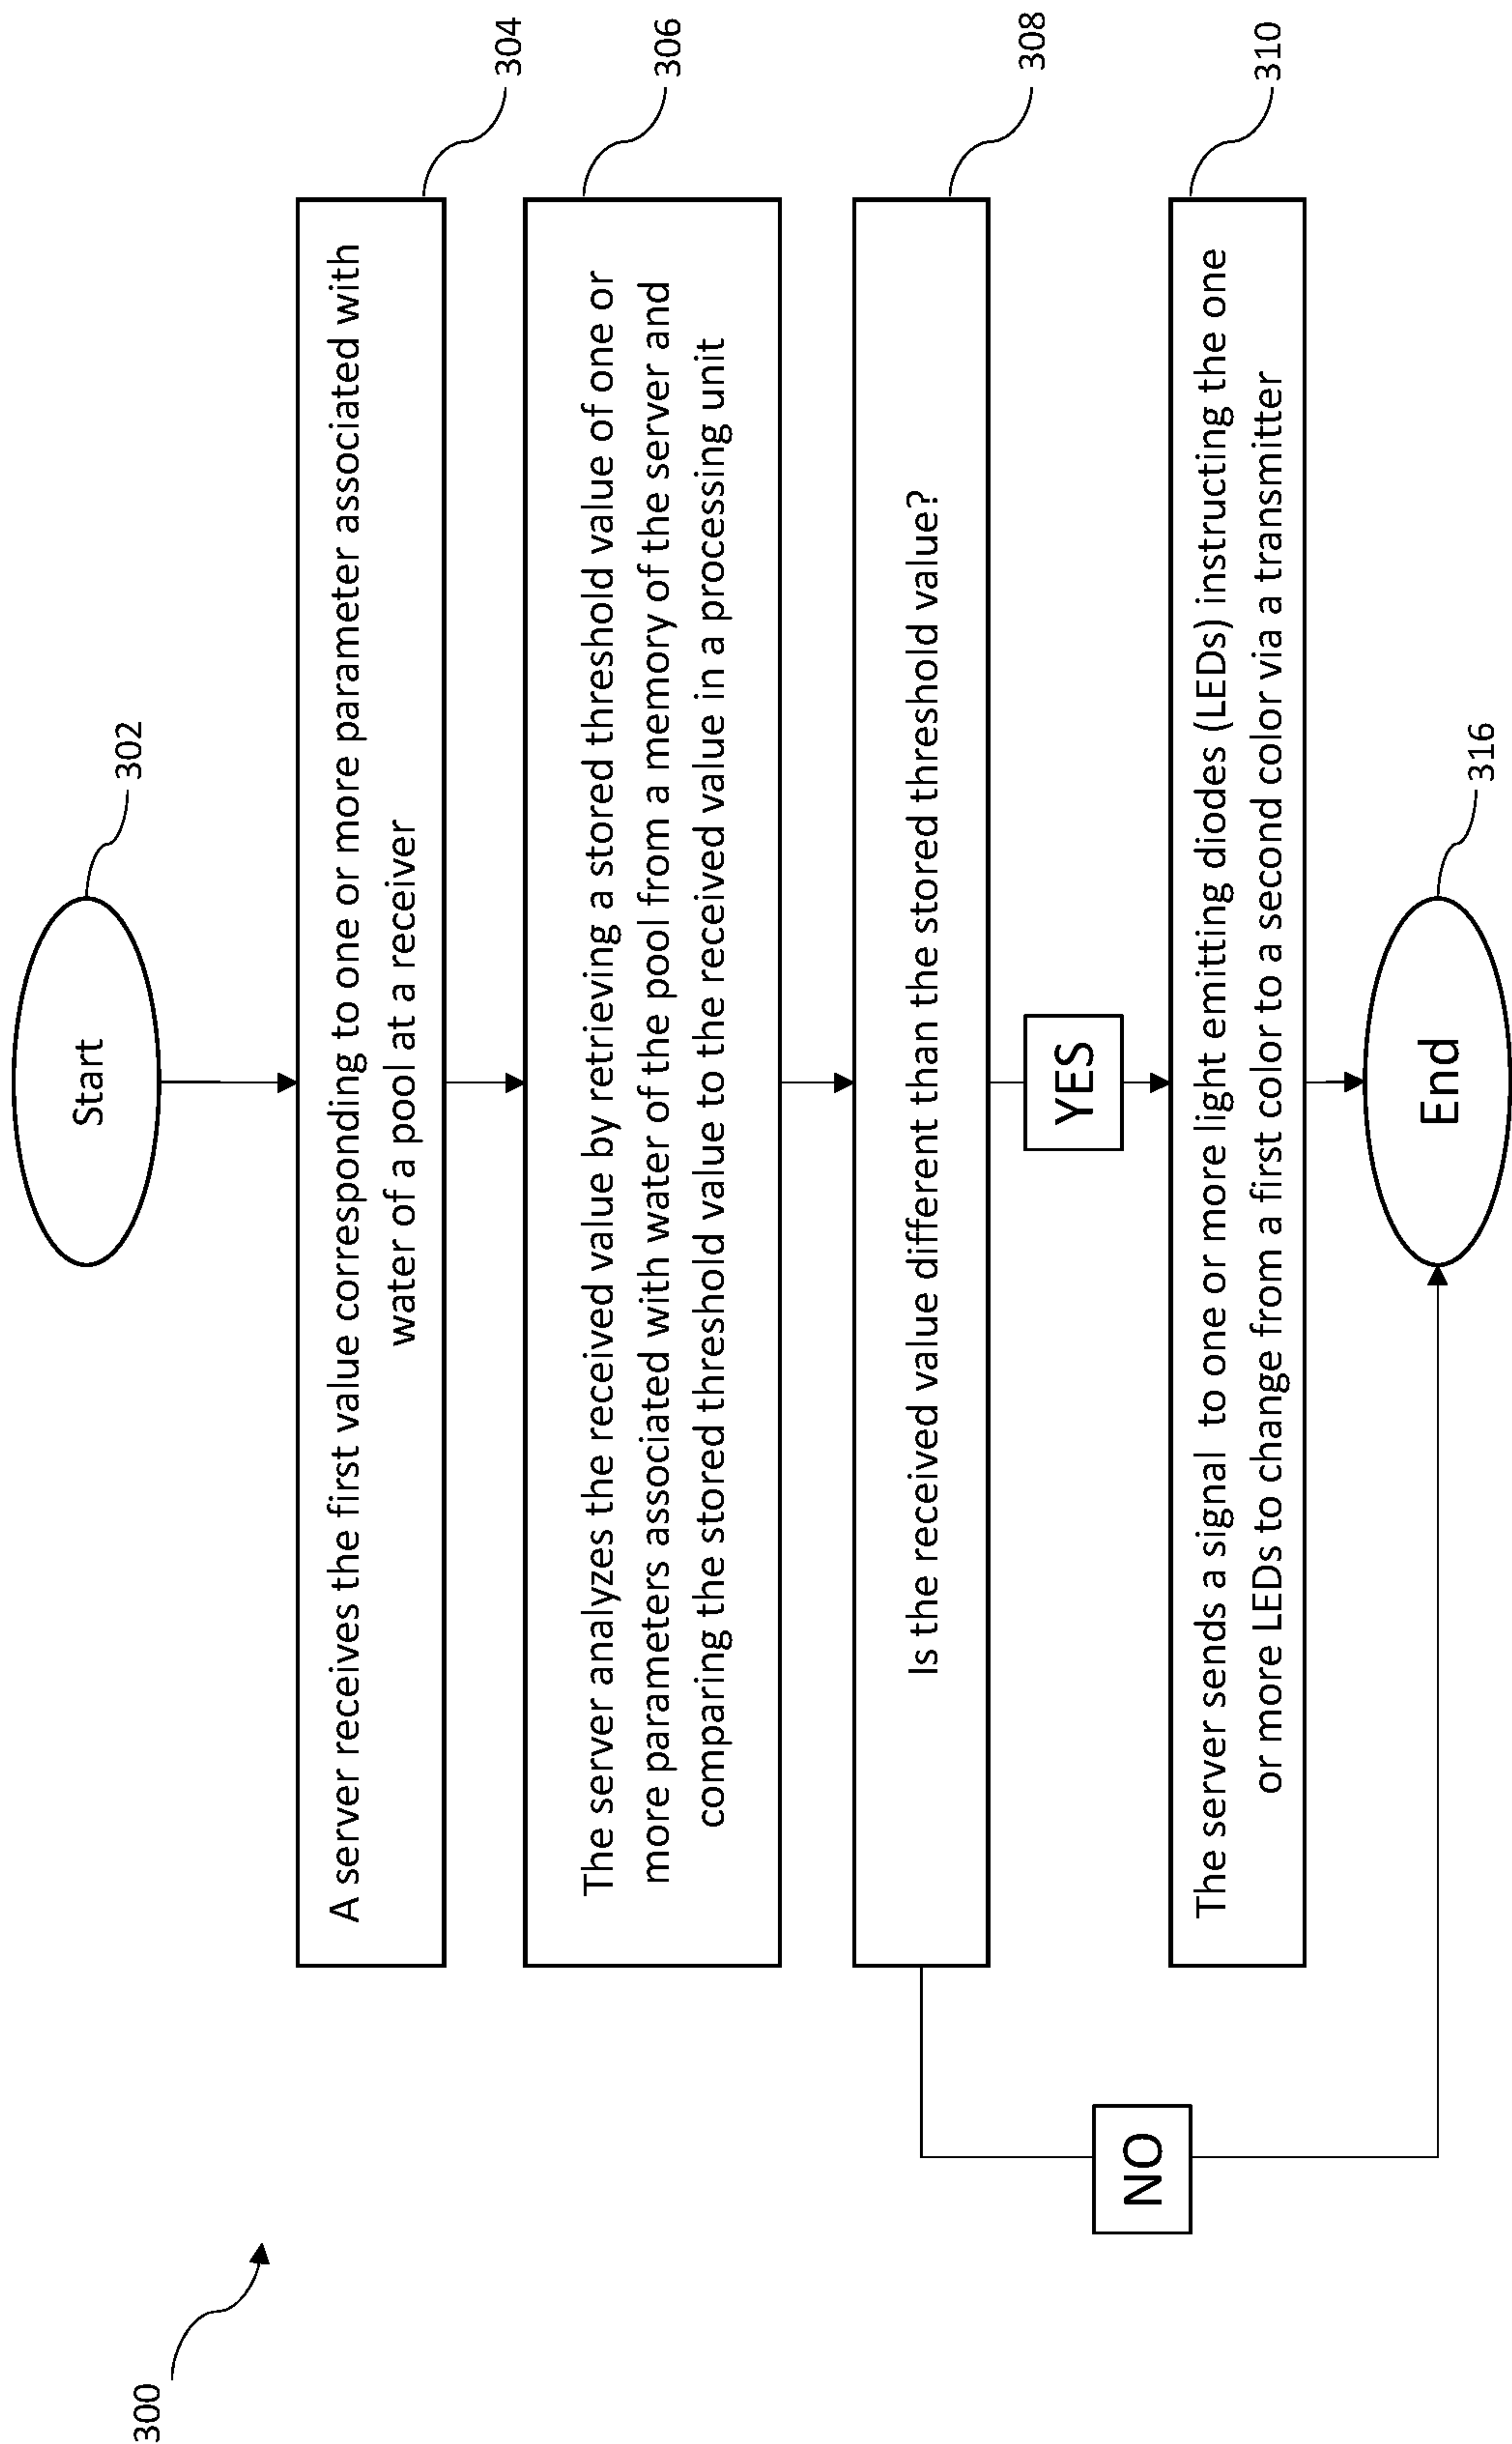 300
Start
302
A server receives the first value corresponding to one or more parameter associated with
water of a pool at a receiver
304
The server analyzes the received value by retrieving a stored threshold value of one or
more parameters associated with water of the pool from a memory of the server and
comparing the stored threshold value to the received value in a processing unit
306
Is the received value different than the stored threshold value?
308
YES
NO
The server sends a signal to one or more light emitting diodes (LEDs) instructing the one
or more LEDs to change from a first color to a second color via a transmitter
310
End
316